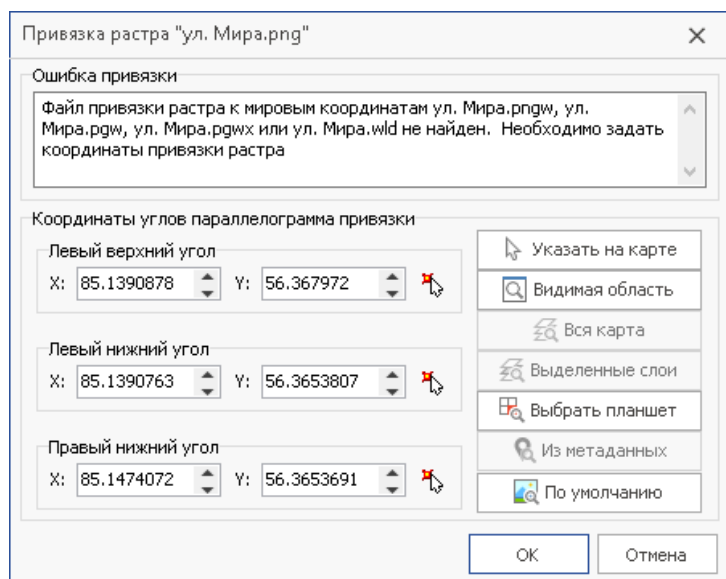 Привязка растра "ул. Мира.png"
Ошибка привязки
Файл привязки растра к мировым координатам ул. Мира.pngw, ул.
Мира.pgw, ул. Мира.pgwx или ул. Мира.wld не найден.  Необходимо задать
координаты привязки растра
Координаты углов параллелограмма привязки
Левый верхний угол
X: 85.1390878 Y: 56.367972
Левый нижний угол
X: 85.1390763 Y: 56.3653807
Правый нижний угол
X: 85.1474072 Y: 56.3653691
Указать на карте
Видимая область
Вся карта
Выделенные слои
Выбрать планшет
Из метаданных
По умолчанию
ОК
Отмена